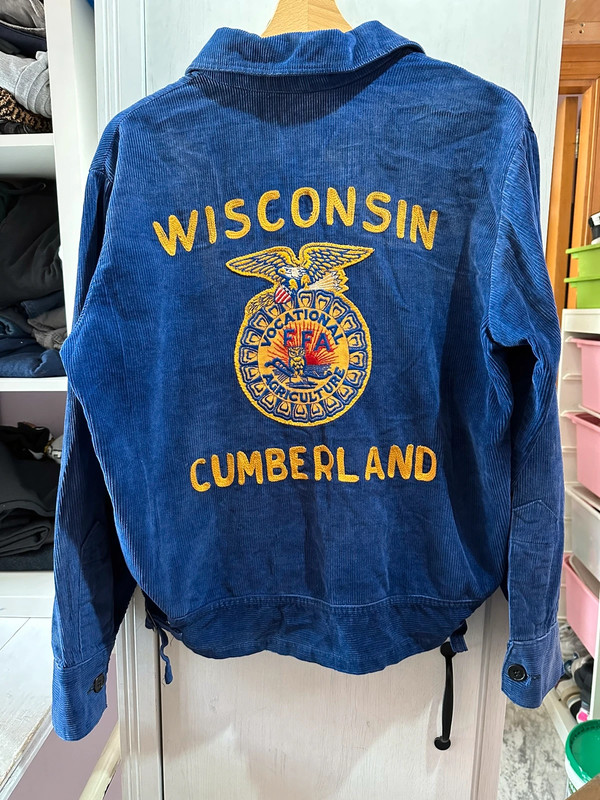 WISCONSIN
VOCATIONAL
FFA
AGRICULTURE
CUMBERLAND